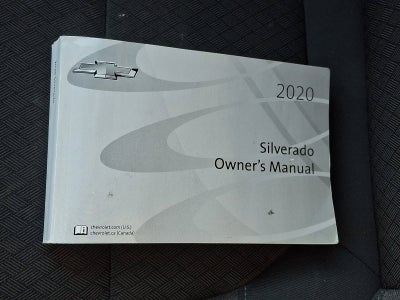 2020
Silverado
Owner's Manual
chevrolet.com (U.S.)
chevrolet.ca (Canada)